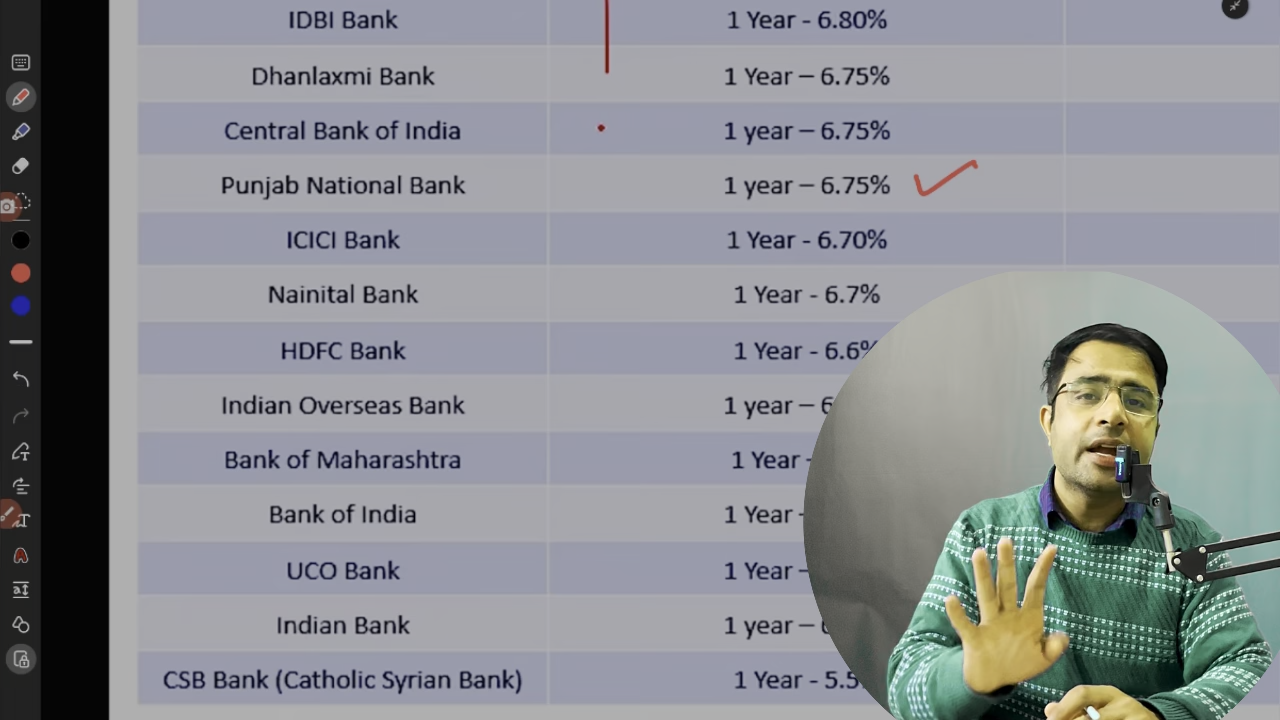 IDBI Bank 1 Year - 6.80%
Dhanlaxmi Bank 1 Year – 6.75%
Central Bank of India 1 year – 6.75%
Punjab National Bank 1 year – 6.75%
ICICI Bank 1 Year - 6.70%
Nainital Bank 1 Year - 6.7%
HDFC Bank 1 Year - 6.6%
Indian Overseas Bank 1 year – 6
Bank of Maharashtra 1 Year -
Bank of India 1 Year -
UCO Bank 1 Year –
Indian Bank 1 year –
CSB Bank (Catholic Syrian Bank) 1 Year - 5.5